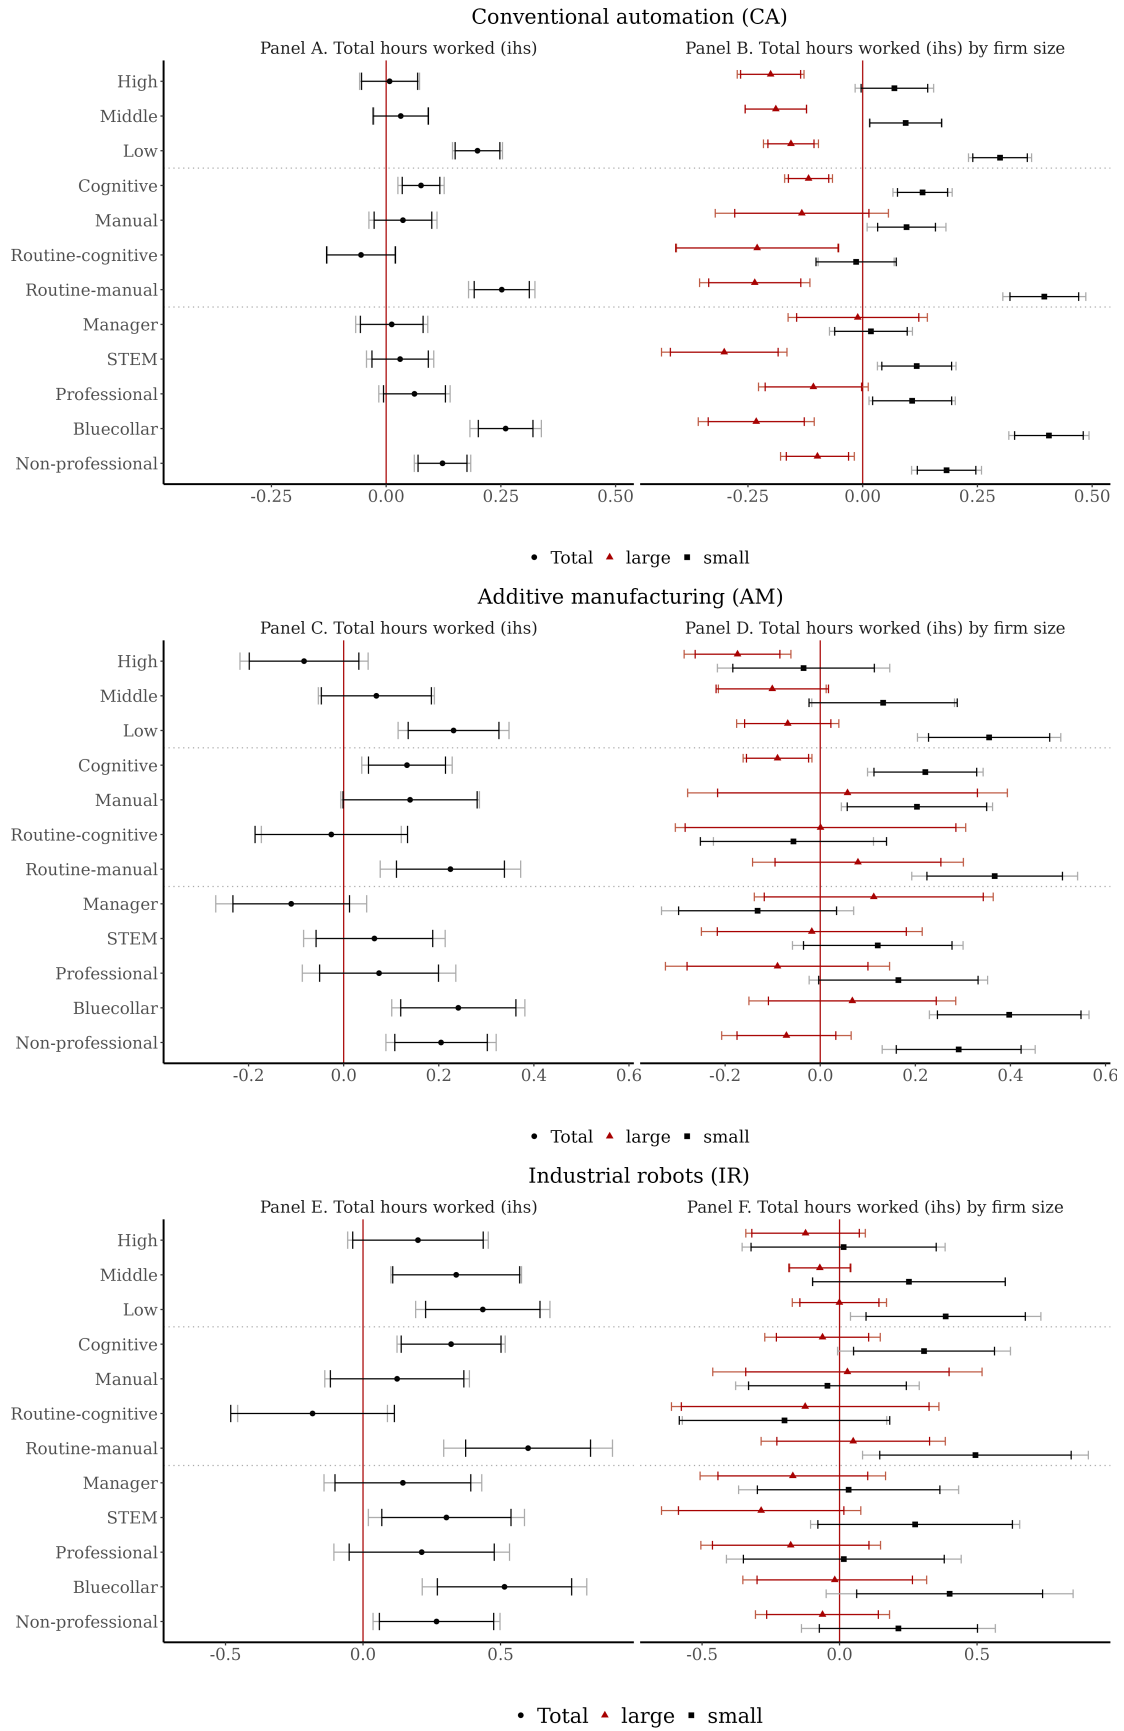 Conventional automation (CA)
Panel A. Total hours worked (ihs)
Panel B. Total hours worked (ihs) by firm size
High
Middle
Low
Cognitive
Manual
Routine-cognitive
Routine-manual
Manager
STEM
Professional
Bluecollar
Non-professional
-0.25 0.00 0.25 0.50
-0.25 0.00 0.25 0.50
Total large small
Additive manufacturing (AM)
Panel C. Total hours worked (ihs)
Panel D. Total hours worked (ihs) by firm size
High
Middle
Low
Cognitive
Manual
Routine-cognitive
Routine-manual
Manager
STEM
Professional
Bluecollar
Non-professional
-0.2 0.0 0.2 0.4 0.6
-0.2 0.0 0.2 0.4 0.6
Total large small
Industrial robots (IR)
Panel E. Total hours worked (ihs)
Panel F. Total hours worked (ihs) by firm size
High
Middle
Low
Cognitive
Manual
Routine-cognitive
Routine-manual
Manager
STEM
Professional
Bluecollar
Non-professional
-0.5 0.0 0.5
-0.5 0.0 0.5
Total large small